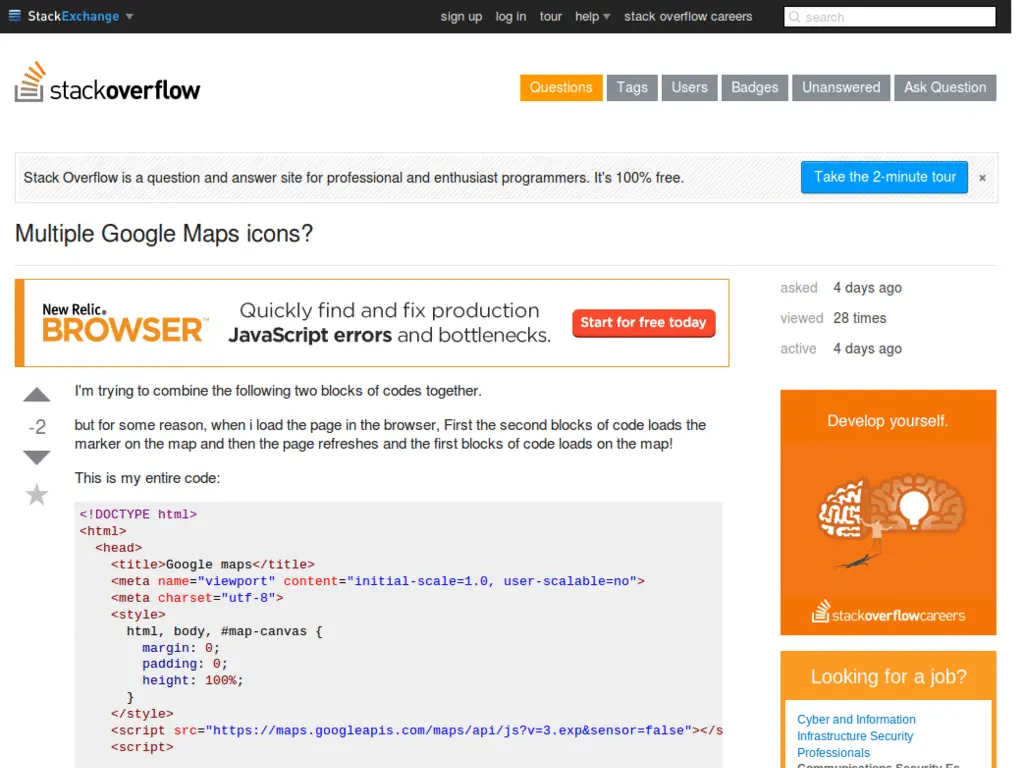 StackExchange
sign up log in tour help stack overflow careers
search
stackoverflow
Questions Tags Users Badges Unanswered Ask Question
Stack Overflow is a question and answer site for professional and enthusiast programmers. It's 100% free.
Take the 2-minute tour ×
Multiple Google Maps icons?
New Relic®
BROWSER™
Quickly find and fix production
JavaScript errors and bottlenecks.
Start for free today
asked 4 days ago
viewed 28 times
active 4 days ago
-2
I'm trying to combine the following two blocks of codes together.
but for some reason, when i load the page in the browser, First the second blocks of code loads the
marker on the map and then the page refreshes and the first blocks of code loads on the map!
This is my entire code:
<!DOCTYPE html>
<html>
<head>
<title>Google maps</title>
<meta name="viewport" content="initial-scale=1.0, user-scalable=no">
<meta charset="utf-8">
<style>
html, body, #map-canvas {
margin: 0;
padding: 0;
height: 100%;
}
</style>
<script src="https://maps.googleapis.com/maps/api/js?v=3.exp&sensor=false"></s
<script>
Develop yourself.
stackoverflowcareers
Looking for a job?
Cyber and Information
Infrastructure Security
Professionals